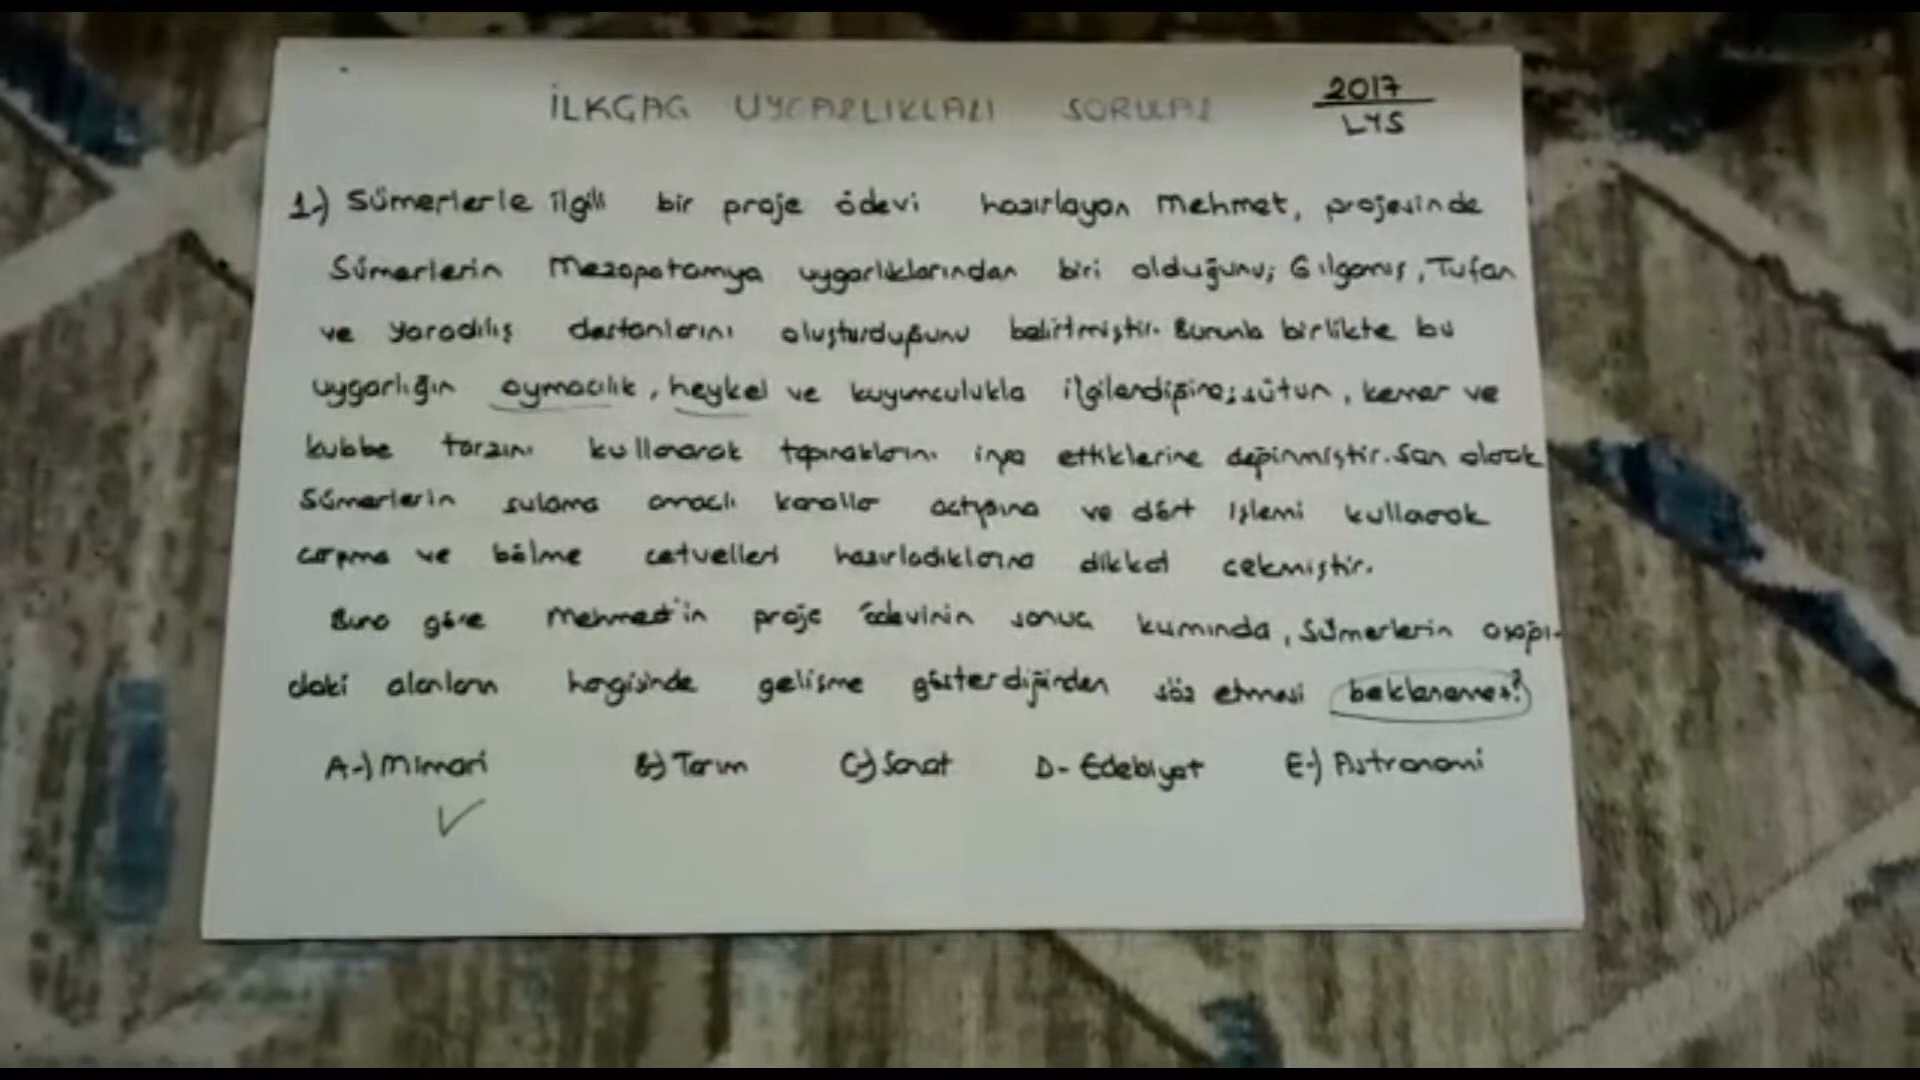 İLKÇAĞ UYGARLIKLARI SORULAR
2017
LYS
1-) Sümerlerle ilgili bir proje ödevi hazırlayan Mehmet, projesinde
Sümerlerin Mezopotamya uygarlıklarından biri olduğunu; Gılgamış, Tufan
ve Yaradılış destanlarını oluşturduğunu belirtmiştir. Bununla birlikte bu
uygarlığın oymacılık, heykel ve kuyumculukla ilgilendiğine; sütun, kemer ve
kubbe tarzını kullanarak tapınaklarını inşa ettiklerine değinmiştir. Son olarak
Sümerlerin sulama amaçlı kanallar açtığına ve dört işlemi kullanarak
çarpma ve bölme cetvelleri hazırladıklarına dikkat çekmiştir.
Buna göre Mehmet'in proje ödevinin sonuç kısmında, Sümerlerin aşağı-
daki alanların hangisinde gelişme gösterdiğinden söz etmesi beklenemez?
A-) Mimari B-) Tarım C-) Sanat D- Edebiyat E-) Astronomi